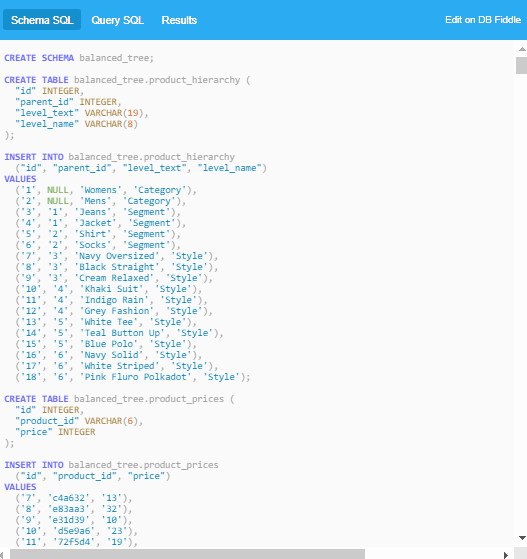 Schema SQL Query SQL Results Edit on DB Fiddle
CREATE SCHEMA balanced_tree;
CREATE TABLE balanced_tree.product_hierarchy (
"id" INTEGER,
"parent_id" INTEGER,
"level_text" VARCHAR(19),
"level_name" VARCHAR(8)
);
INSERT INTO balanced_tree.product_hierarchy
("id", "parent_id", "level_text", "level_name")
VALUES
('1', NULL, 'Womens', 'Category'),
('2', NULL, 'Mens', 'Category'),
('3', '1', 'Jeans', 'Segment'),
('4', '1', 'Jacket', 'Segment'),
('5', '2', 'Shirt', 'Segment'),
('6', '2', 'Socks', 'Segment'),
('7', '3', 'Navy Oversized', 'Style'),
('8', '3', 'Black Straight', 'Style'),
('9', '3', 'Cream Relaxed', 'Style'),
('10', '4', 'Khaki Suit', 'Style'),
('11', '4', 'Indigo Rain', 'Style'),
('12', '4', 'Grey Fashion', 'Style'),
('13', '5', 'White Tee', 'Style'),
('14', '5', 'Teal Button Up', 'Style'),
('15', '5', 'Blue Polo', 'Style'),
('16', '6', 'Navy Solid', 'Style'),
('17', '6', 'White Striped', 'Style'),
('18', '6', 'Pink Fluro Polkadot', 'Style');
CREATE TABLE balanced_tree.product_prices (
"id" INTEGER,
"product_id" VARCHAR(6),
"price" INTEGER
);
INSERT INTO balanced_tree.product_prices
("id", "product_id", "price")
VALUES
('7', 'c4a632', '13'),
('8', 'e83aa3', '32'),
('9', 'e31d39', '10'),
('10', 'd5e9a6', '23'),
('11', '72f5d4', '19'),